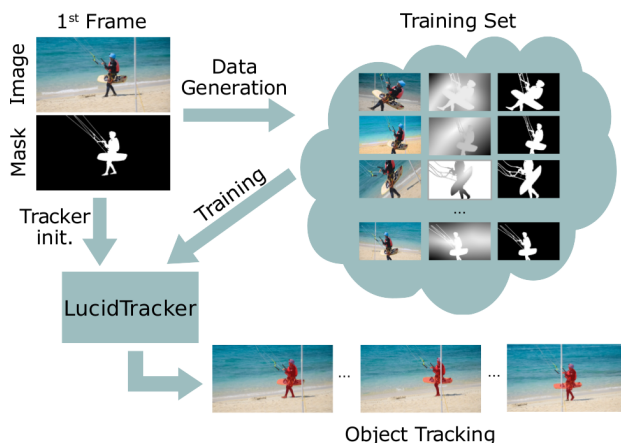 1st Frame
Image
Mask
Data
Generation
Training Set
...
Training
Tracker
init.
LucidTracker
...
...
Object Tracking